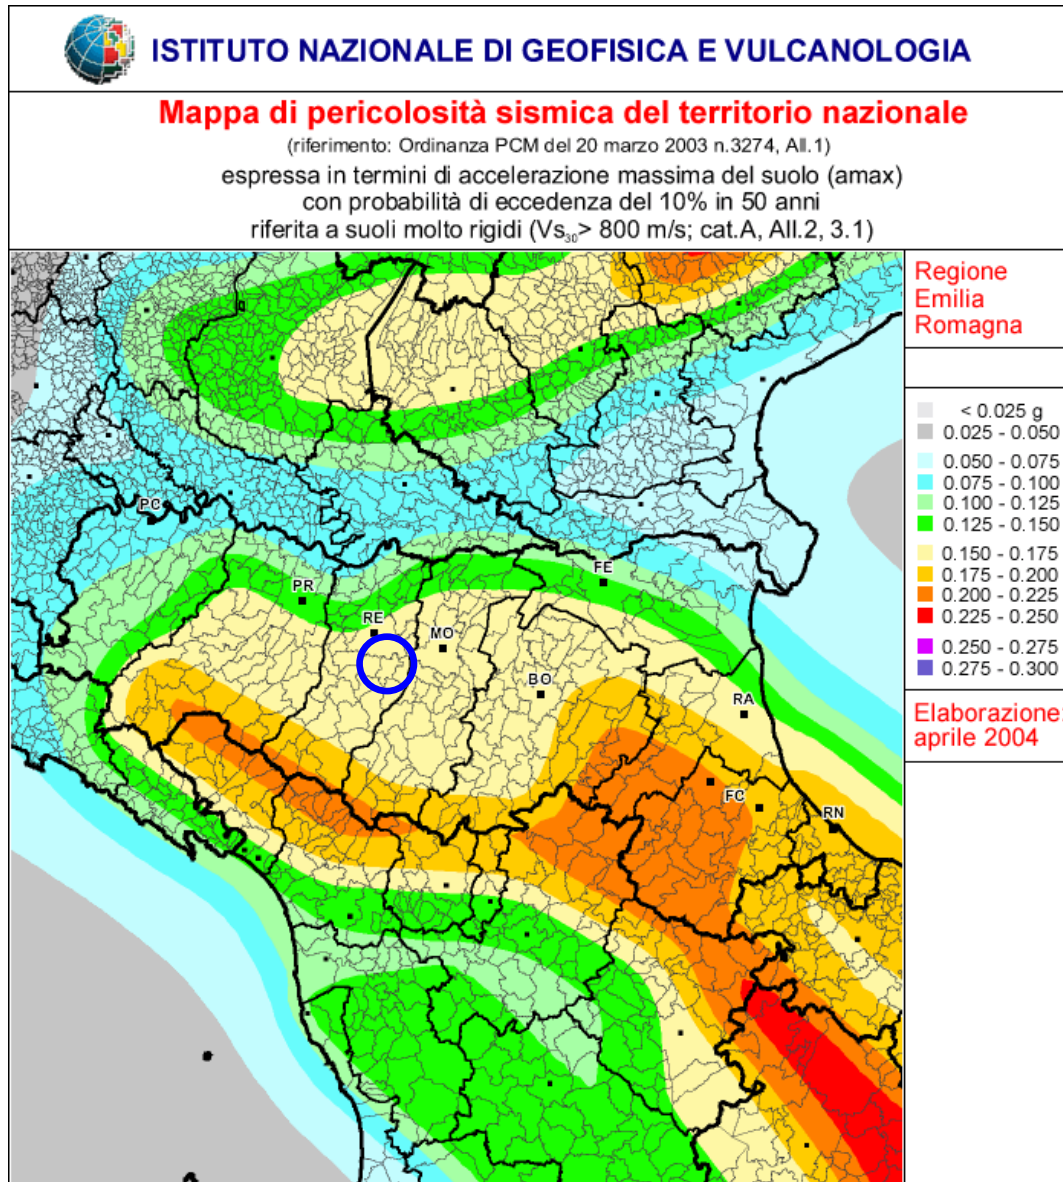 ISTITUTO NAZIONALE DI GEOFISICA E VULCANOLOGIA
Mappa di pericolosità sismica del territorio nazionale
(riferimento: Ordinanza PCM del 20 marzo 2003 n.3274, All.1)
espressa in termini di accelerazione massima del suolo (amax)
con probabilità di eccedenza del 10% in 50 anni
riferita a suoli molto rigidi (Vs30> 800 m/s; cat.A, All.2, 3.1)
Regione
Emilia
Romagna
< 0.025 g
0.025 - 0.050
0.050 - 0.075
0.075 - 0.100
0.100 - 0.125
0.125 - 0.150
0.150 - 0.175
0.175 - 0.200
0.200 - 0.225
0.225 - 0.250
0.250 - 0.275
0.275 - 0.300
Elaborazione:
aprile 2004
PC
PR
RE
MO
FE
BO
RA
FC
RN